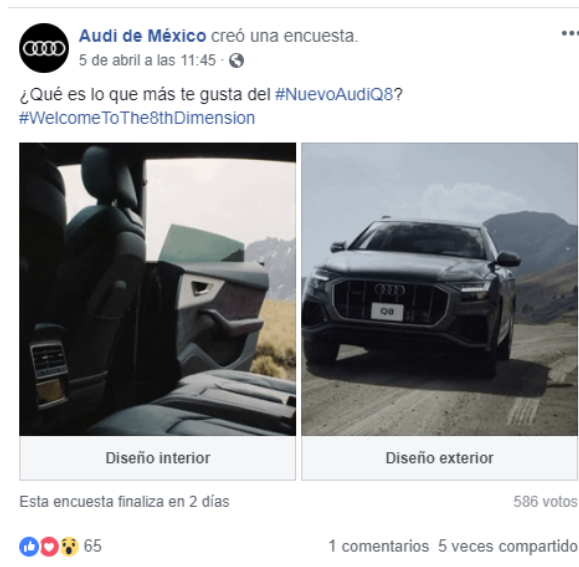 Audi de México creó una encuesta.
5 de abril a las 11:45 ·
¿Qué es lo que más te gusta del #NuevoAudiQ8?
#WelcomeToThe8thDimension
Q8
Diseño interior
Diseño exterior
Esta encuesta finaliza en 2 días
586 votos
65
1 comentarios 5 veces compartido